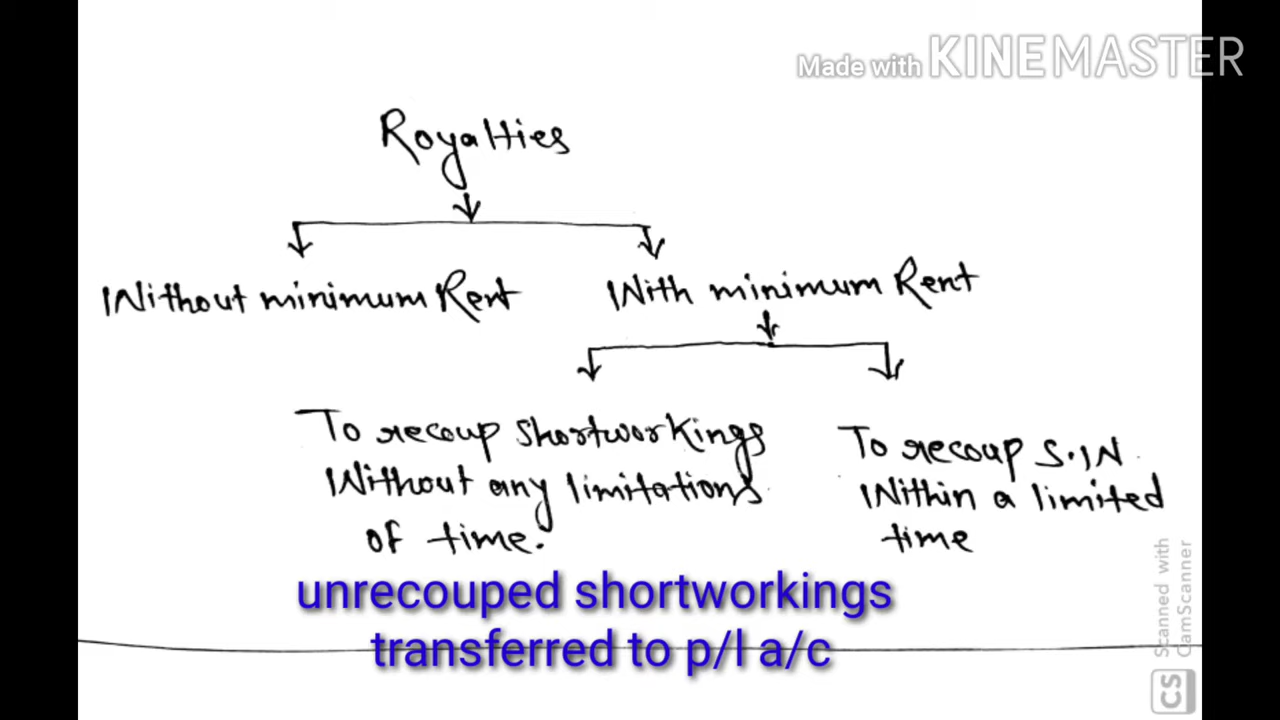 Made with KINEMASTER
Royalties
Without minimum Rent
With minimum Rent
To recoup shortworkings
Without any limitations
of time.
To recoup S.W.
Within a limited
time
unrecouped shortworkings
transferred to p/l a/c
Scanned with
CamScanner
CS